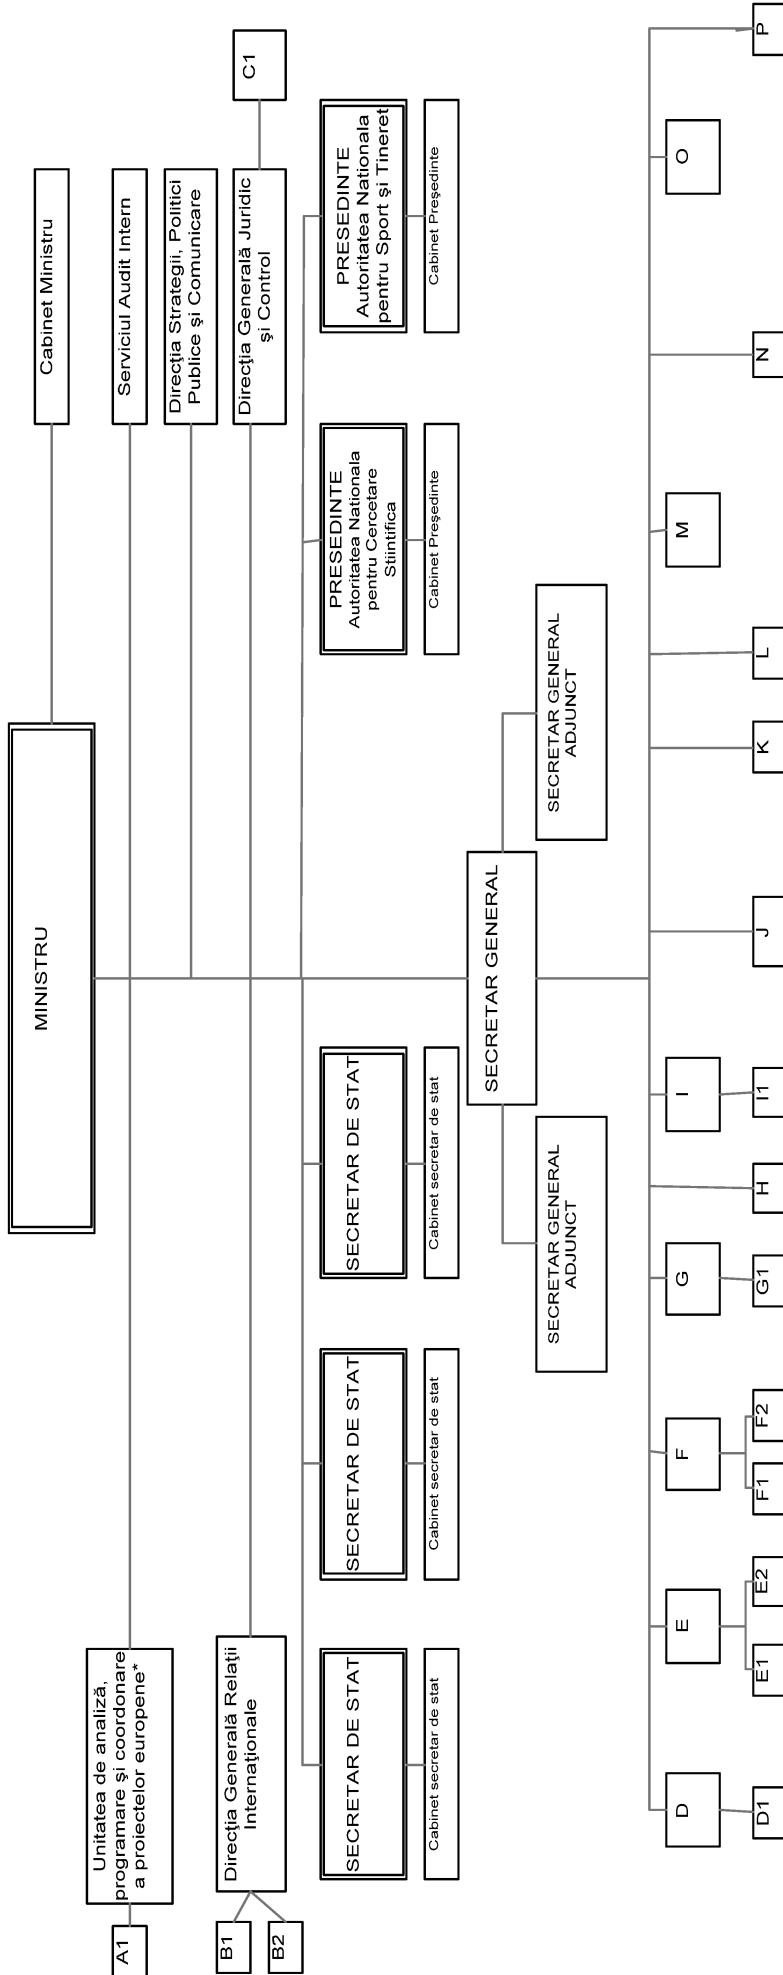 MINISTRU
Cabinet Ministru
Unitatea de analiză,
programare şi coordonare
a proiectelor europene*
A1
Serviciul Audit Intern
Direcţia Strategii, Politici
Publice şi Comunicare
Direcţia Generală Relaţii
Internaţionale
B1
B2
Direcţia Generală Juridic
şi Control
C1
SECRETAR DE STAT
Cabinet secretar de stat
SECRETAR DE STAT
Cabinet secretar de stat
SECRETAR DE STAT
Cabinet secretar de stat
PRESEDINTE
Autoritatea Nationala
pentru Cercetare
Stiintifica
Cabinet Preşedinte
PRESEDINTE
Autoritatea Nationala
pentru Sport şi Tineret
Cabinet Preşedinte
SECRETAR GENERAL
SECRETAR GENERAL
ADJUNCT
SECRETAR GENERAL
ADJUNCT
D
E
F
G
I
M
O
D1
E1
E2
F1
F2
G1
H
I1
J
K
L
N
P